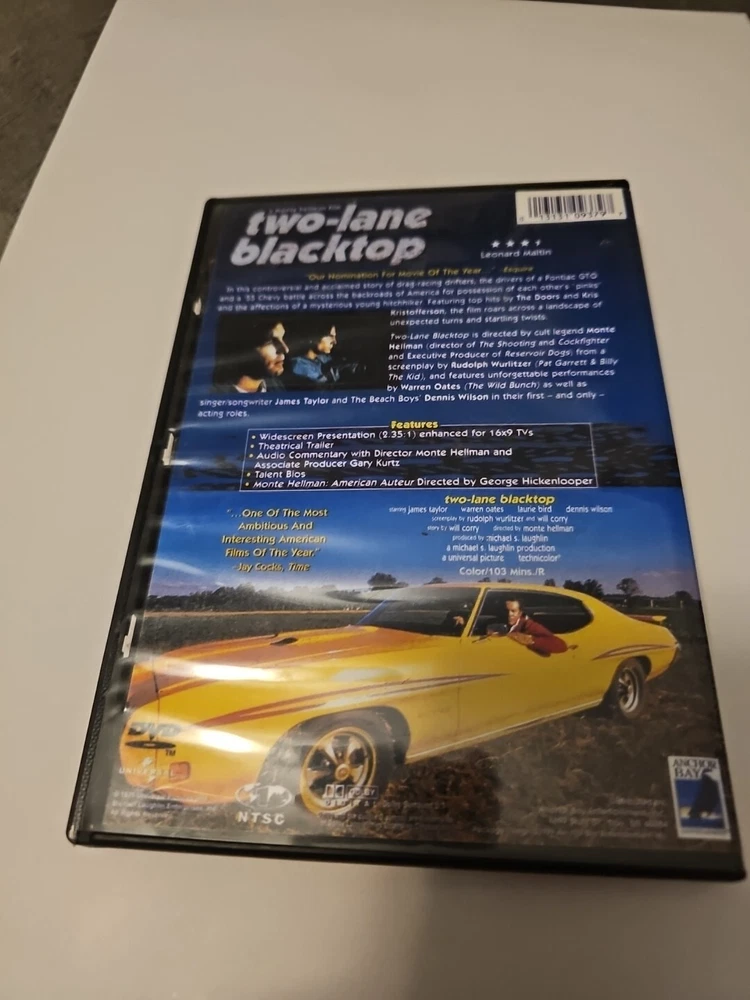 two-lane
blacktop
13131 09379
Leonard Maltin
"Our Nomination For Movie Of The Year..." -Esquire
In this controversial and acclaimed story of drag-racing drifters, the drivers of a Pontiac GTO
and a '55 Chevy battle across the backroads of America for possession of each other's 'pinks'
and the affections of a mysterious young hitchhiker. Featuring top hits by The Doors and Kris
Kristofferson, the film roars across a landscape of
unexpected turns and startling twists.
Two-Lane Blacktop is directed by cult legend Monte
Hellman (director of The Shooting and Cockfighter
and Executive Producer of Reservoir Dogs) from a
screenplay by Rudolph Wurlitzer (Pat Garrett & Billy
The Kid), and features unforgettable performances
by Warren Oates (The Wild Bunch) as well as
singer/songwriter James Taylor and The Beach Boys' Dennis Wilson in their first – and only –
acting roles.
Features
• Widescreen Presentation (2.35:1) enhanced for 16x9 TVs
• Theatrical Trailer
• Audio Commentary with Director Monte Hellman and
Associate Producer Gary Kurtz
• Talent Bios
• Monte Hellman: American Auteur Directed by George Hickenlooper
"...One Of The Most
Ambitious And
Interesting American
Films Of The Year."
-Jay Cocks, Time
two-lane blacktop
starring james taylor warren oates laurie bird dennis wilson
screenplay by rudolph wurlitzer and will corry
story by will corry directed by monte hellman
produced by michael s. laughlin
a michael s. laughlin production
a universal picture technicolor®
Color/103 Mins./R
TM
UNIVERSAL
NTSC
DOLBY
DIGITAL
ANCHOR
BAY